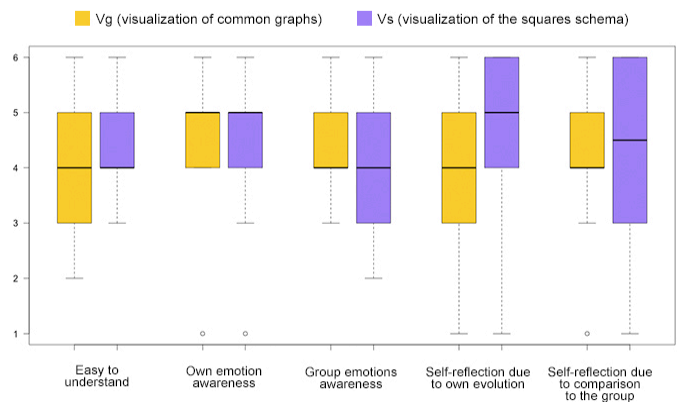 Vg (visualization of common graphs)
Vs (visualization of the squares schema)
6
5
4
3
2
1
Easy to
understand
Own emotion
awareness
Group emotions
awareness
Self-reflection due
to own evolution
Self-reflection due
to comparison
to the group